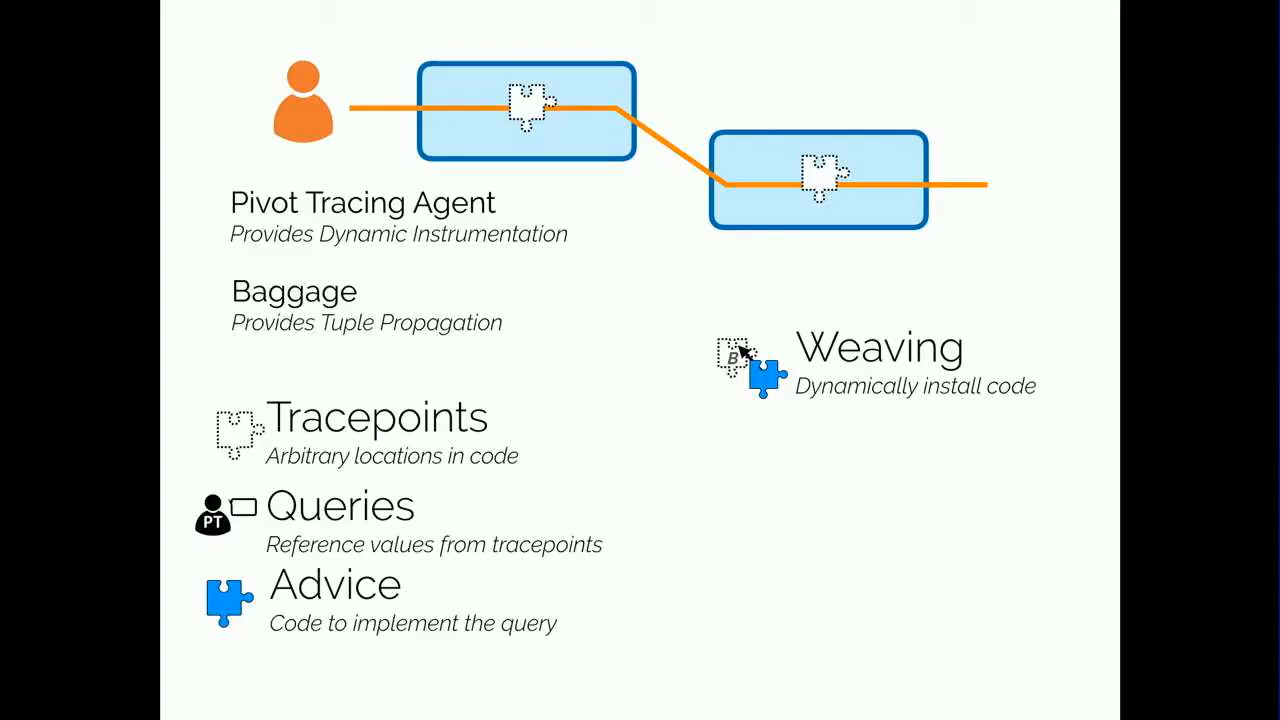 Pivot Tracing Agent
Provides Dynamic Instrumentation
Baggage
Provides Tuple Propagation
B
Weaving
Dynamically install code
Tracepoints
Arbitrary locations in code
PT
Queries
Reference values from tracepoints
Advice
Code to implement the query